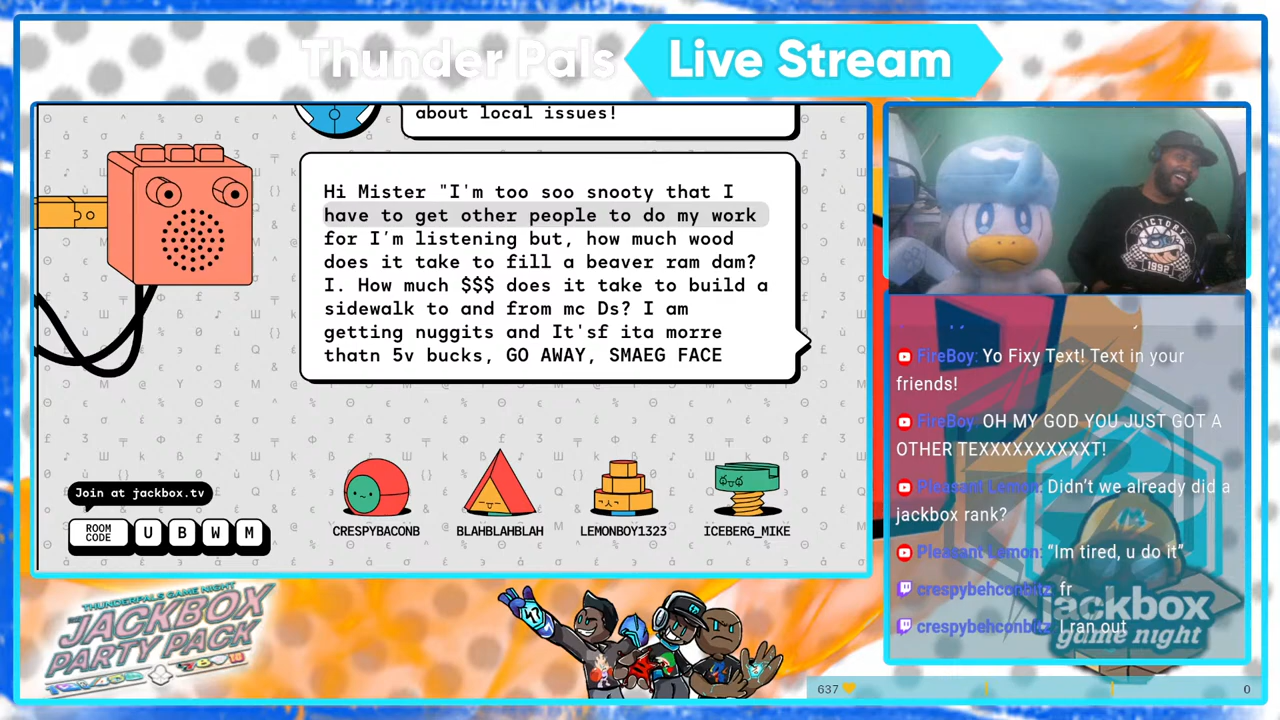 Thunder Pals
Live Stream
about local issues!
Hi Mister "I'm too soo snooty that I
have to get other people to do my work
for I'm listening but, how much wood
does it take to fill a beaver ram dam?
I. How much $$$ does it take to build a
sidewalk to and from mc Ds? I am
getting nuggits and It'sf ita morre
thatn 5v bucks, GO AWAY, SMAEG FACE
Join at jackbox.tv
ROOM
CODE
U B W M
CRESPYBACONB
BLAHBLAHBLAH
LEMONBOY1323
ICEBERG_MIKE
VICTORY
1992
FireBoy: Yo Fixy Text! Text in your
friends!
FireBoy: OH MY GOD YOU JUST GOT A
OTHER TEXXXXXXXXXT!
Pleasant Lemon: Didn't we already did a
jackbox rank?
Pleasant Lemon: "Im tired, u do it"
crespybehconbitz: fr
crespybehconbitz: I ran out
jackbox
game night
THUNDERPALS GAME NIGHT
JACKBOX
PARTY PACK
637
0